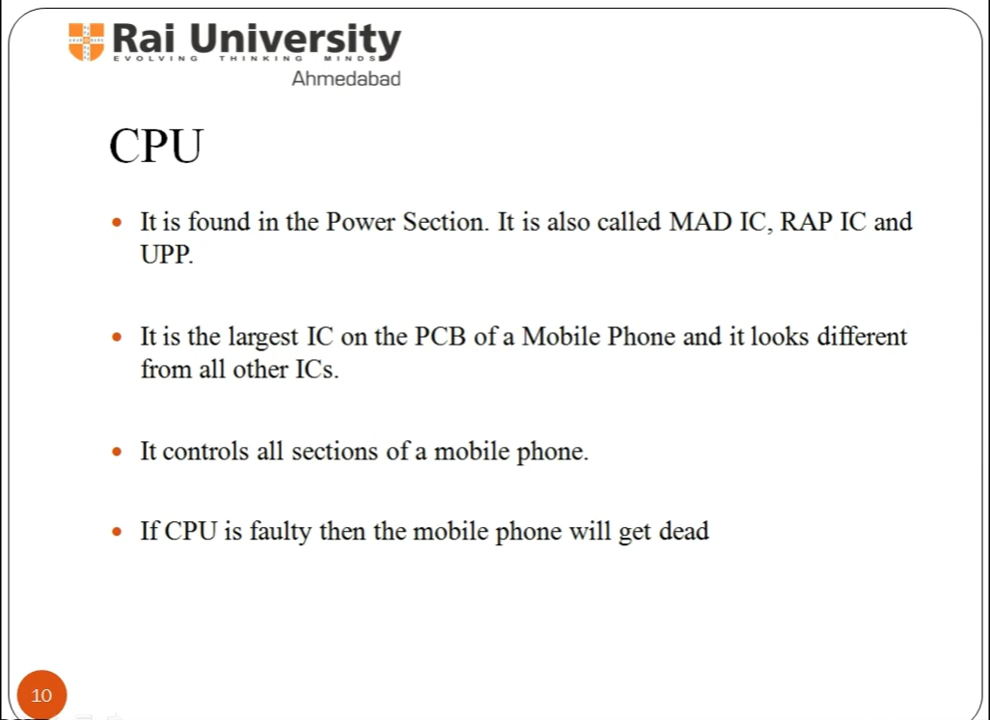 Rai University
EVOLVING THINKING MINDS
Ahmedabad
CPU
It is found in the Power Section. It is also called MAD IC, RAP IC and
UPP.
It is the largest IC on the PCB of a Mobile Phone and it looks different
from all other ICs.
It controls all sections of a mobile phone.
If CPU is faulty then the mobile phone will get dead
10